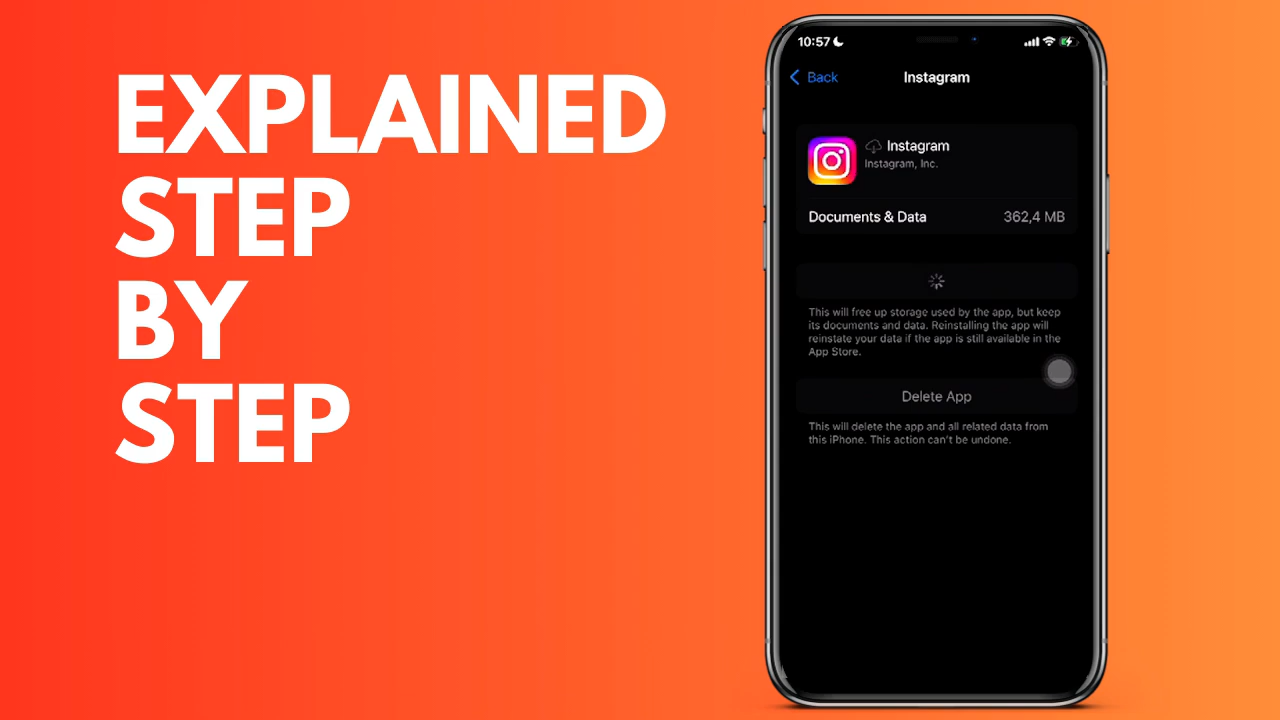 EXPLAINED
STEP
BY
STEP
10:57
Back
Instagram
Instagram
Instagram, Inc.
Documents & Data 362,4 MB
This will free up storage used by the app, but keep
its documents and data. Reinstalling the app will
reinstate your data if the app is still available in the
App Store.
Delete App
This will delete the app and all related data from
this iPhone. This action can't be undone.